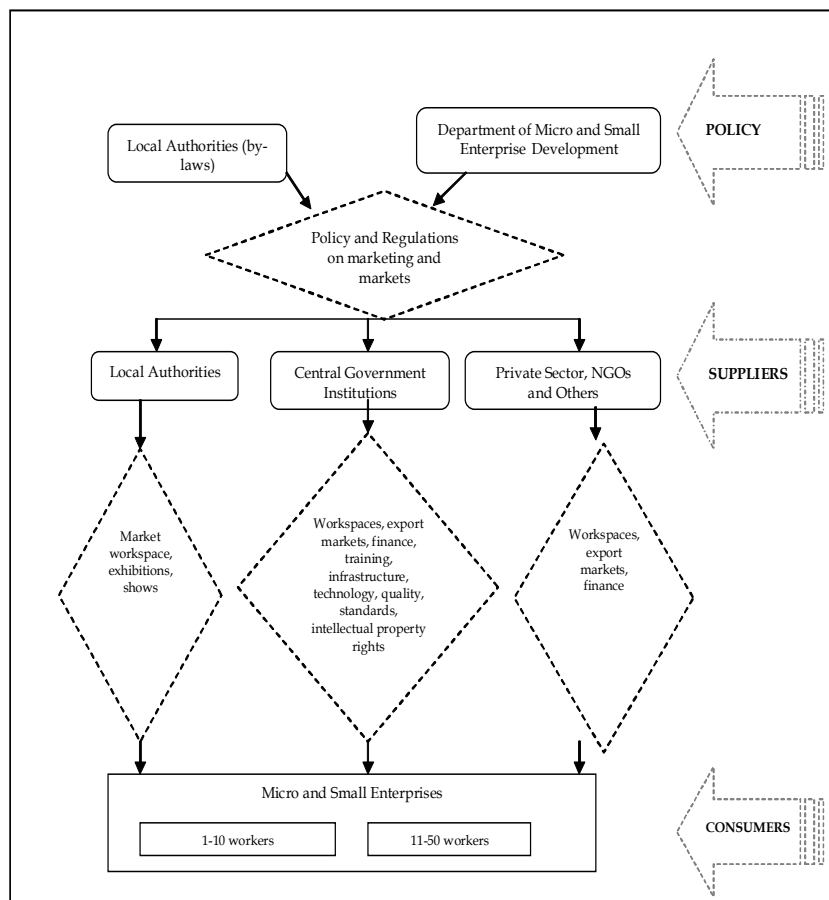 POLICY
Local Authorities (by-
laws)
Department of Micro and Small
Enterprise Development
Policy and Regulations
on marketing and
markets
SUPPLIERS
Local Authorities
Central Government
Institutions
Private Sector, NGOs
and Others
Market
workspace,
exhibitions,
shows
Workspaces, export
markets, finance,
training,
infrastructure,
technology, quality,
standards,
intellectual property
rights
Workspaces,
export
markets,
finance
Micro and Small Enterprises
1-10 workers
11-50 workers
CONSUMERS